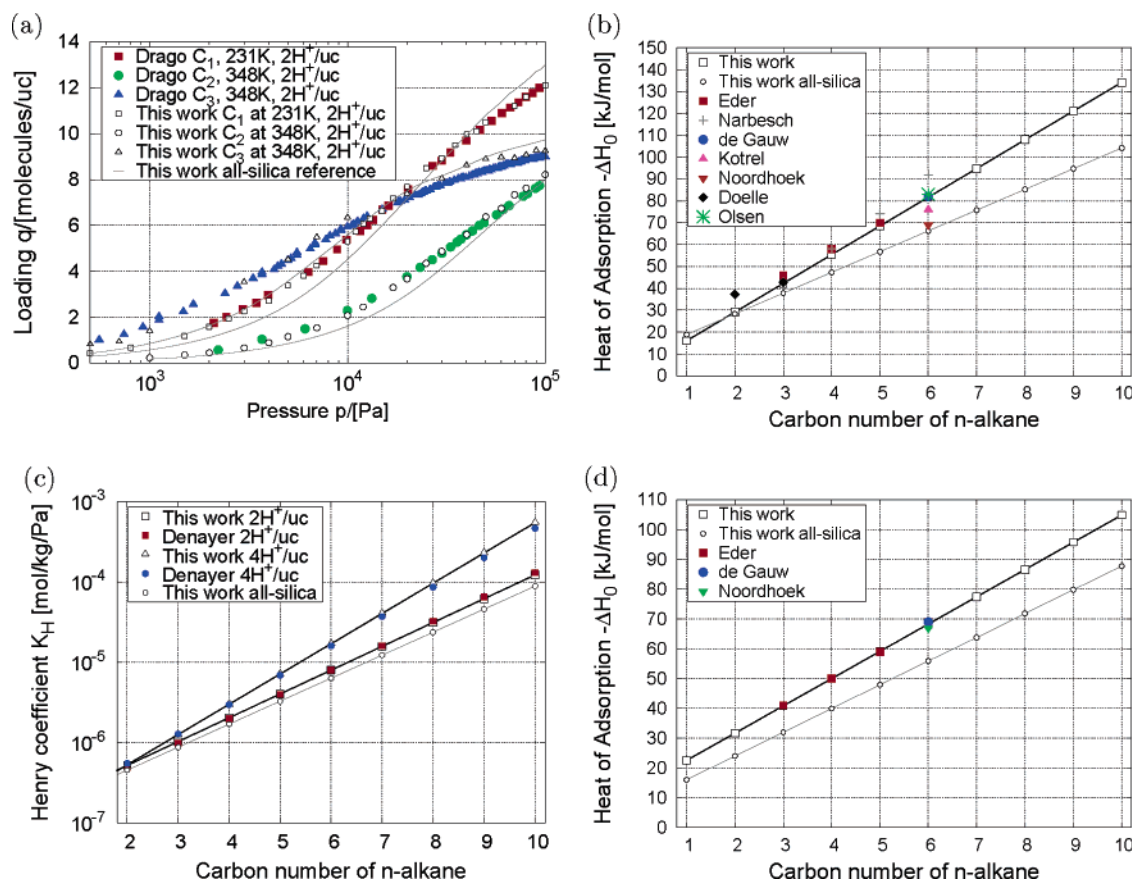 (a)
14
12
10
8
6
4
2
0
Loading q/[molecules/uc]
Drago C₁, 231K, 2H⁺/uc
Drago C₂, 348K, 2H⁺/uc
Drago C₃, 348K, 2H⁺/uc
This work C₁ at 231K, 2H⁺/uc
This work C₂ at 348K, 2H⁺/uc
This work C₃ at 348K, 2H⁺/uc
This work all-silica reference
10³ 10⁴ 10⁵
Pressure p/[Pa]
(b)
150
140
130
120
110
100
90
80
70
60
50
40
30
20
10
0
Heat of Adsorption -ΔH₀ [kJ/mol]
This work
This work all-silica
Eder
Narbesch
de Gauw
Kotrel
Noordhoek
Doelle
Olsen
1 2 3 4 5 6 7 8 9 10
Carbon number of n-alkane
(c)
10⁻³
10⁻⁴
10⁻⁵
10⁻⁶
10⁻⁷
Henry coefficient K_H [mol/kg/Pa]
This work 2H⁺/uc
Denayer 2H⁺/uc
This work 4H⁺/uc
Denayer 4H⁺/uc
This work all-silica
2 3 4 5 6 7 8 9 10
Carbon number of n-alkane
(d)
110
100
90
80
70
60
50
40
30
20
10
0
Heat of Adsorption -ΔH₀ [kJ/mol]
This work
This work all-silica
Eder
de Gauw
Noordhoek
1 2 3 4 5 6 7 8 9 10
Carbon number of n-alkane